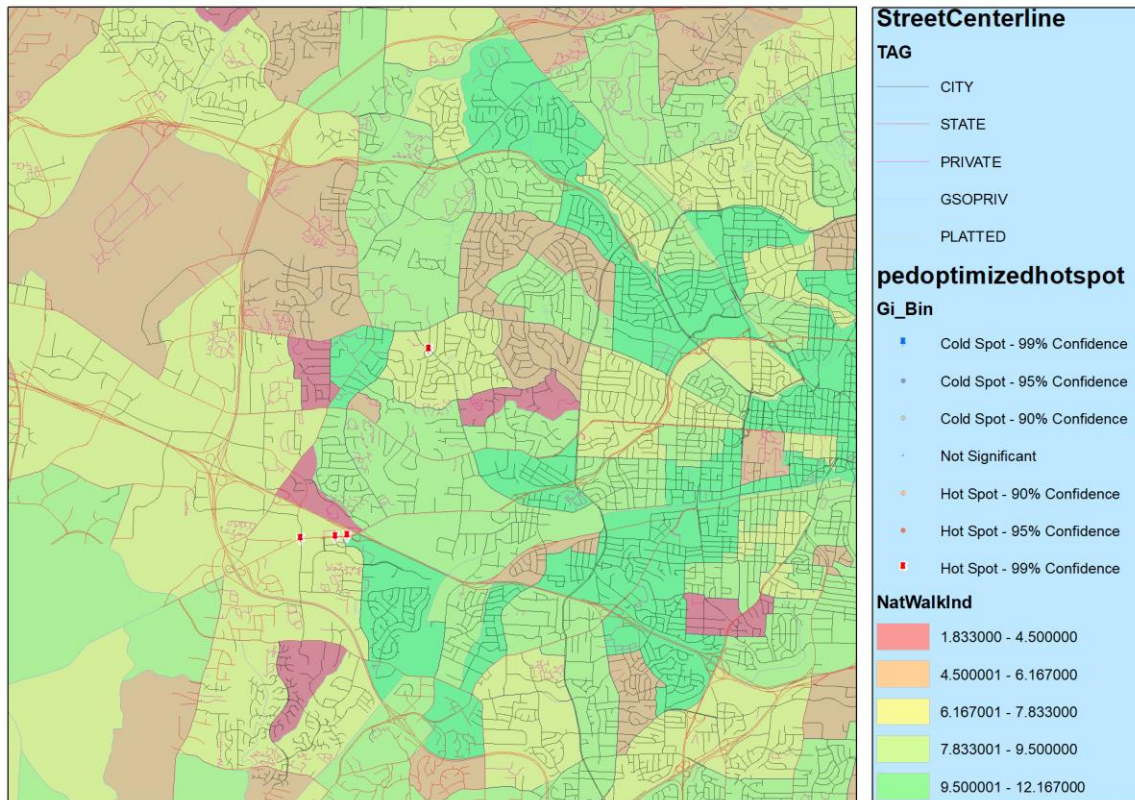 StreetCenterline
TAG
CITY
STATE
PRIVATE
GSOPRIV
PLATTED
pedoptimizedhotspot
Gi_Bin
Cold Spot - 99% Confidence
Cold Spot - 95% Confidence
Cold Spot - 90% Confidence
Not Significant
Hot Spot - 90% Confidence
Hot Spot - 95% Confidence
Hot Spot - 99% Confidence
NatWalkInd
1.833000 - 4.500000
4.500001 - 6.167000
6.167001 - 7.833000
7.833001 - 9.500000
9.500001 - 12.167000